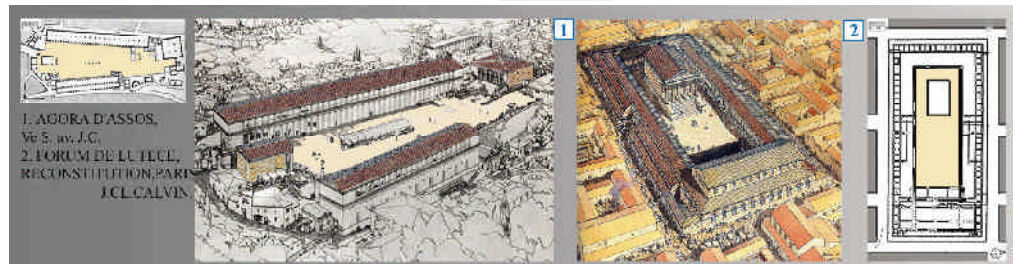 1
2
1. AGORA D'ASSOS,
Ve S. av. J.C.
2. FORUM DE LUTECE,
RECONSTITUTION,PARI
J.CL.CALVIN.